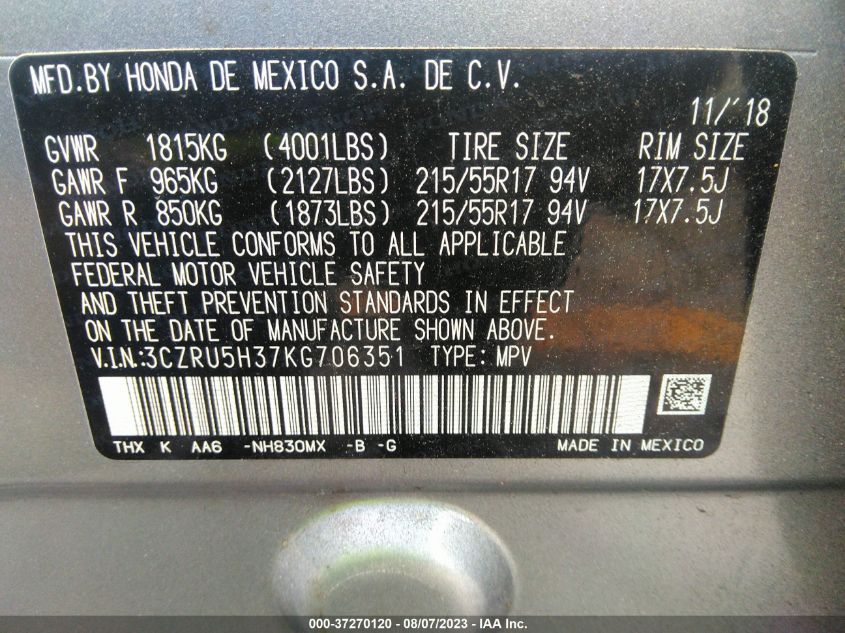 MFD.BY HONDA DE MEXICO S.A. DE C.V.
11/'18
GVWR 1815KG (4001LBS) TIRE SIZE RIM SIZE
GAWR F 965KG (2127LBS) 215/55R17 94V 17X7.5J
GAWR R 850KG (1873LBS) 215/55R17 94V 17X7.5J
THIS VEHICLE CONFORMS TO ALL APPLICABLE
FEDERAL MOTOR VEHICLE SAFETY
AND THEFT PREVENTION STANDARDS IN EFFECT
ON THE DATE OF MANUFACTURE SHOWN ABOVE.
V.I.N.:3CZRU5H37KG706351 TYPE: MPV
THX K AA6 -NH830MX -B -G MADE IN MEXICO
000-37270120 - 08/07/2023 - IAA Inc.